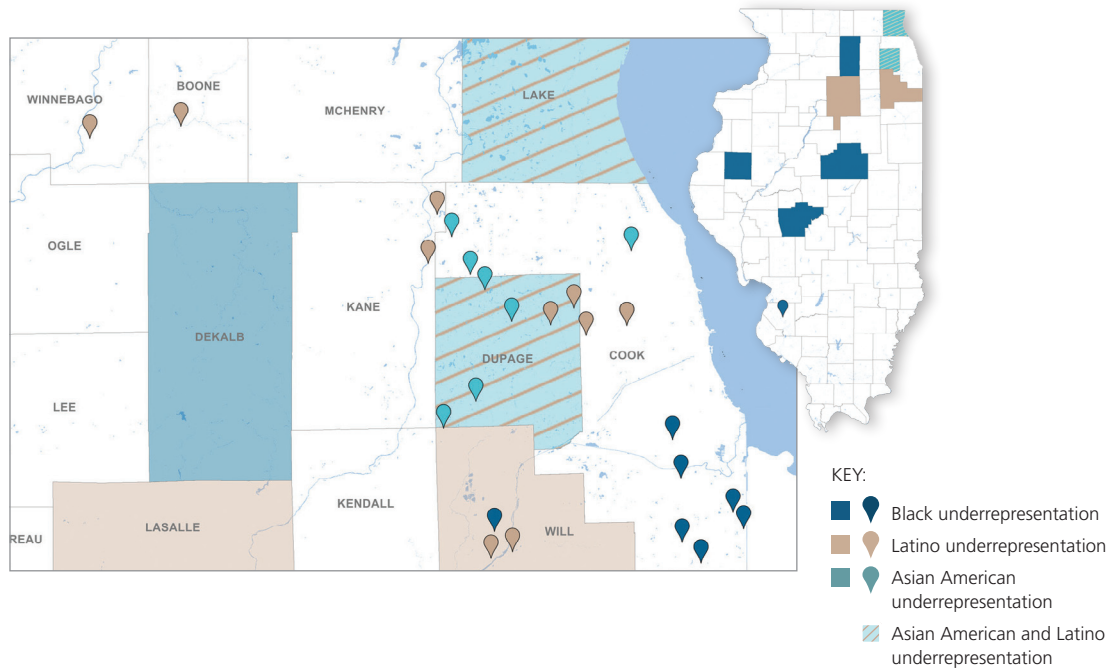 WINNEBAGO
BOONE
MCHENRY
LAKE
OGLE
KANE
DEKALB
DUPAGE
COOK
LEE
KENDALL
LASALLE
REAU
WILL
KEY:
Black underrepresentation
Latino underrepresentation
Asian American
underrepresentation
Asian American and Latino
underrepresentation